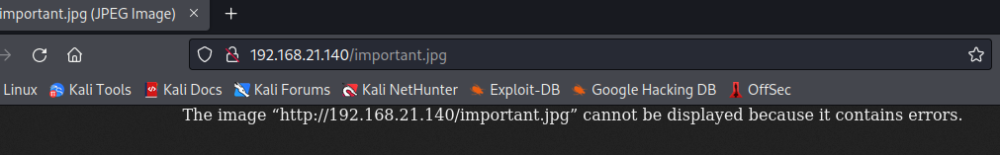 important.jpg (JPEG Image)
192.168.21.140/important.jpg
Linux Kali Tools Kali Docs Kali Forums Kali NetHunter Exploit-DB Google Hacking DB OffSec
The image “http://192.168.21.140/important.jpg” cannot be displayed because it contains errors.